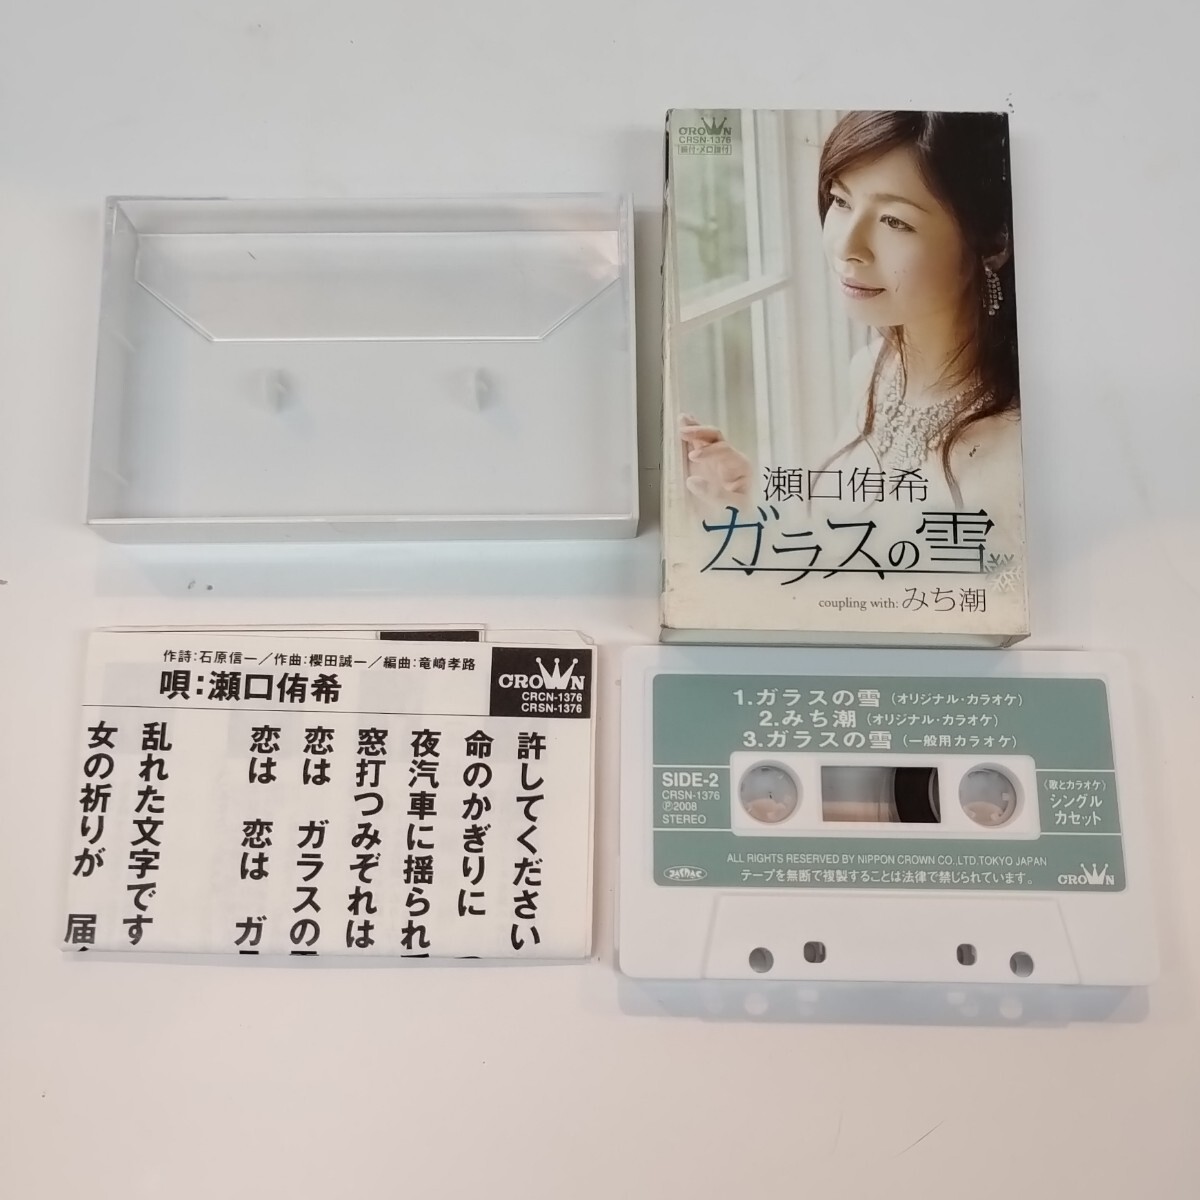 CROWN
CRSN-1376
振付・メロ譜付
瀬口侑希
ガラスの雪
coupling with: みち潮
作詩:石原信一/作曲:櫻田誠一/編曲:竜崎孝路
唄:瀬口侑希
CROWN
CRCN-1376
CRSN-1376
許してください
命のかぎりに
夜汽車に揺られ
窓打つみぞれは
恋は ガラスの
恋は 恋は ガ
乱れた文字です
女の祈りが 届
1.ガラスの雪 (オリジナル・カラオケ)
2.みち潮 (オリジナル・カラオケ)
3.ガラスの雪 (一般用カラオケ)
SIDE-2
CRSN-1376
Ⓟ2008
STEREO
〈歌とカラオケ〉
シングル
カセット
ALL RIGHTS RESERVED BY NIPPON CROWN CO.,LTD.TOKYO JAPAN
テープを無断で複製することは法律で禁じられています。
JASRAC
CROWN